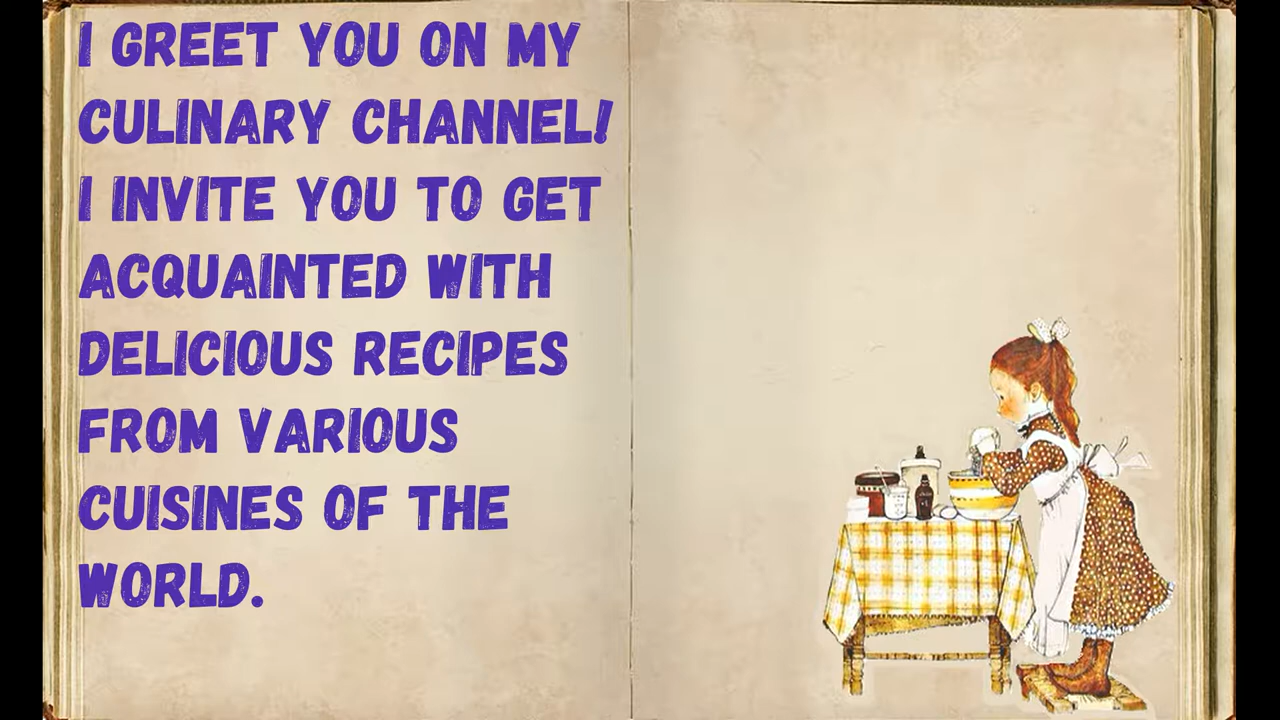 I GREET YOU ON MY
CULINARY CHANNEL!
I INVITE YOU TO GET
ACQUAINTED WITH
DELICIOUS RECIPES
FROM VARIOUS
CUISINES OF THE
WORLD.